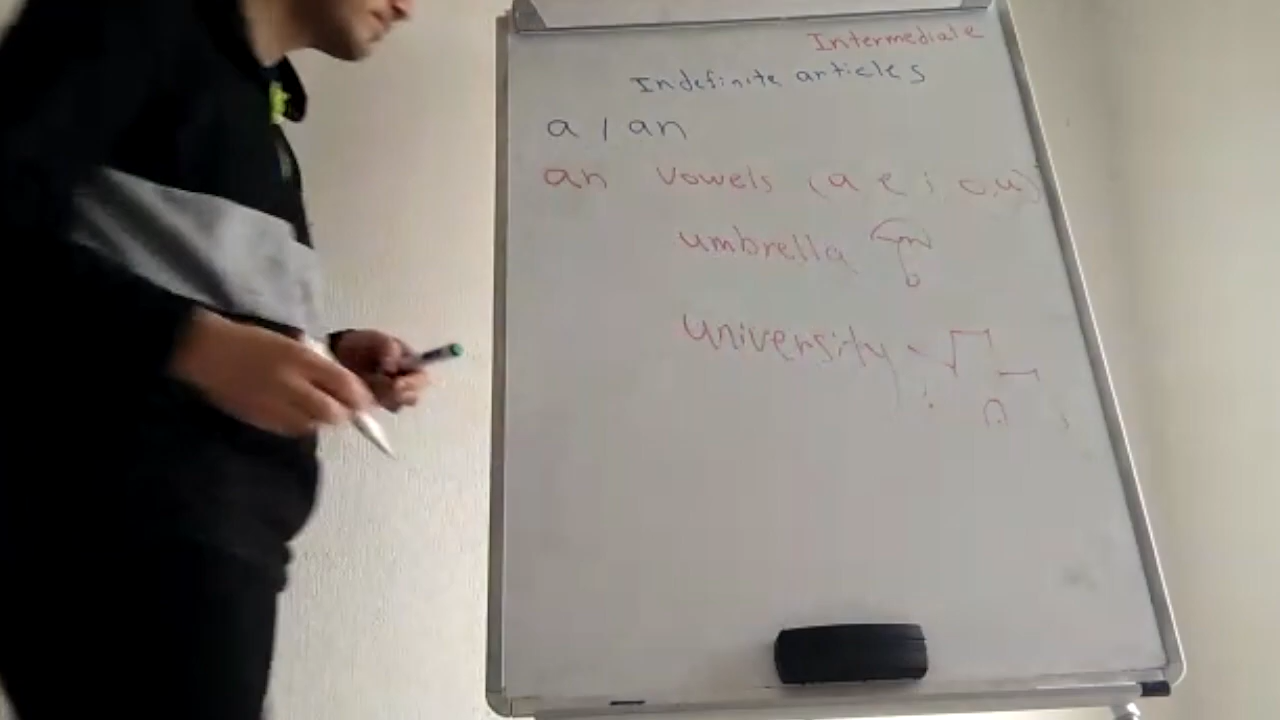 Intermediate
Indefinite articles
a / an
an vowels (a e i o, u)
umbrella
university